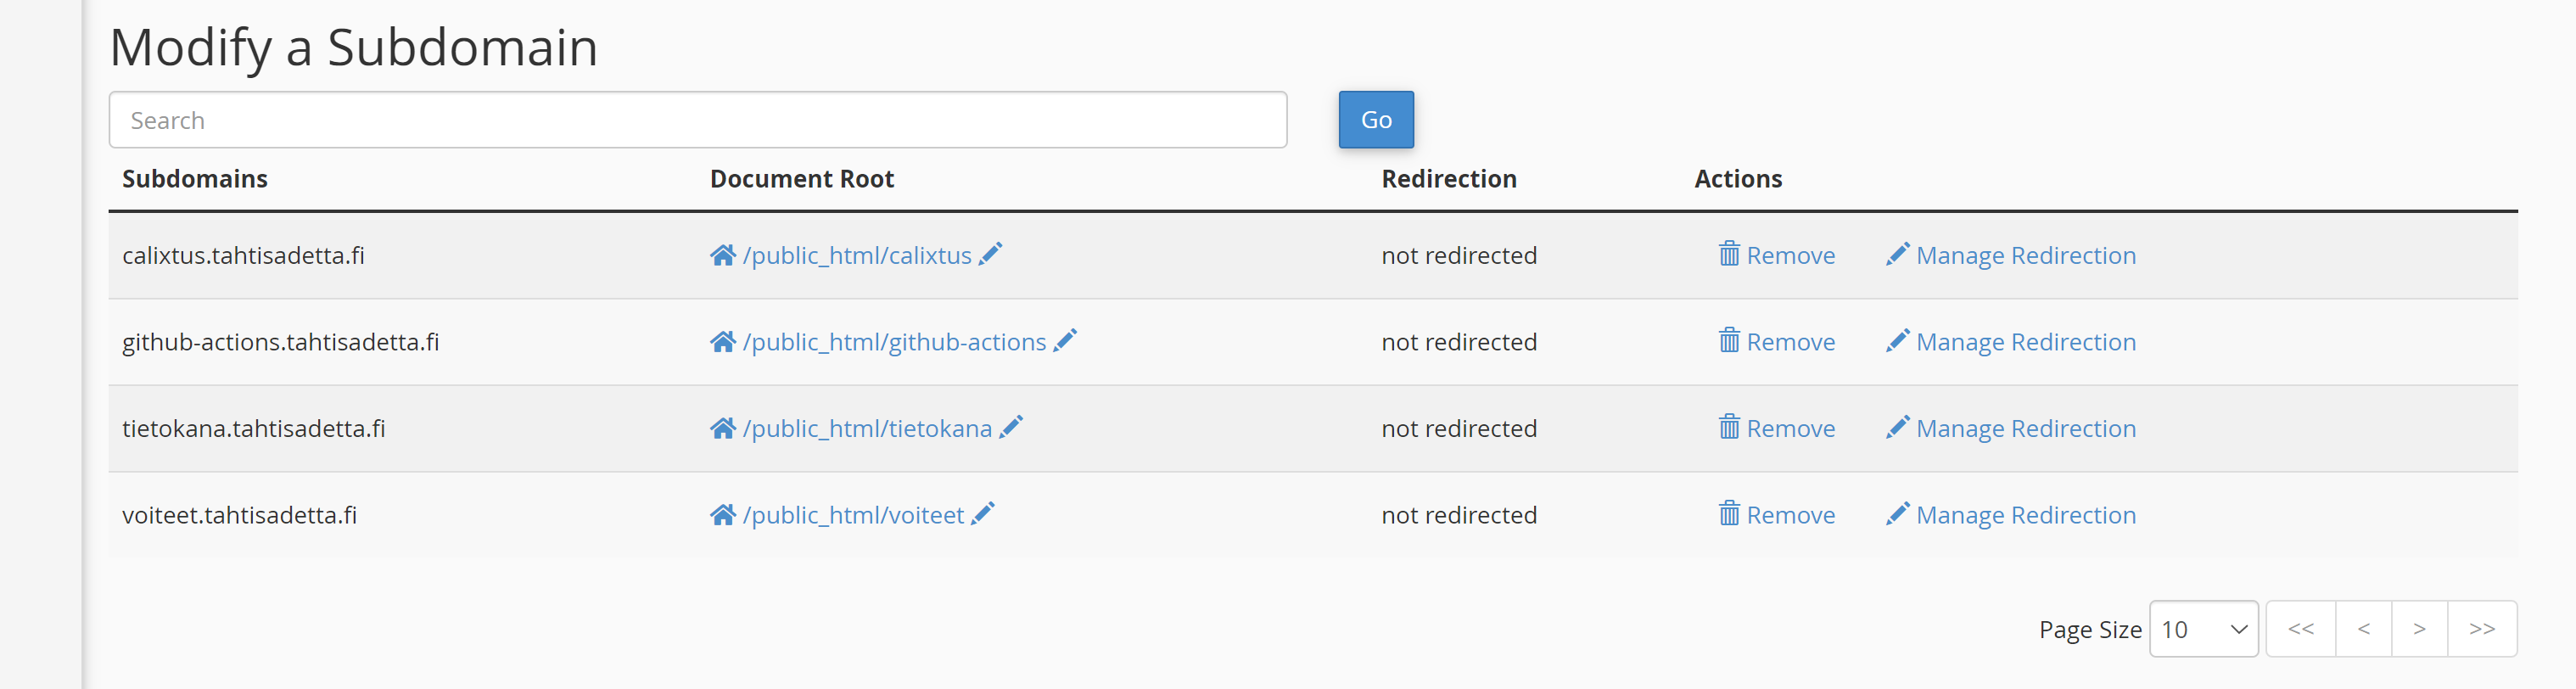 Modify a Subdomain
Search Go
Subdomains Document Root Redirection Actions
calixtus.tahtisadetta.fi /public_html/calixtus not redirected Remove Manage Redirection
github-actions.tahtisadetta.fi /public_html/github-actions not redirected Remove Manage Redirection
tietokana.tahtisadetta.fi /public_html/tietokana not redirected Remove Manage Redirection
voiteet.tahtisadetta.fi /public_html/voiteet not redirected Remove Manage Redirection
Page Size 10 << < > >>